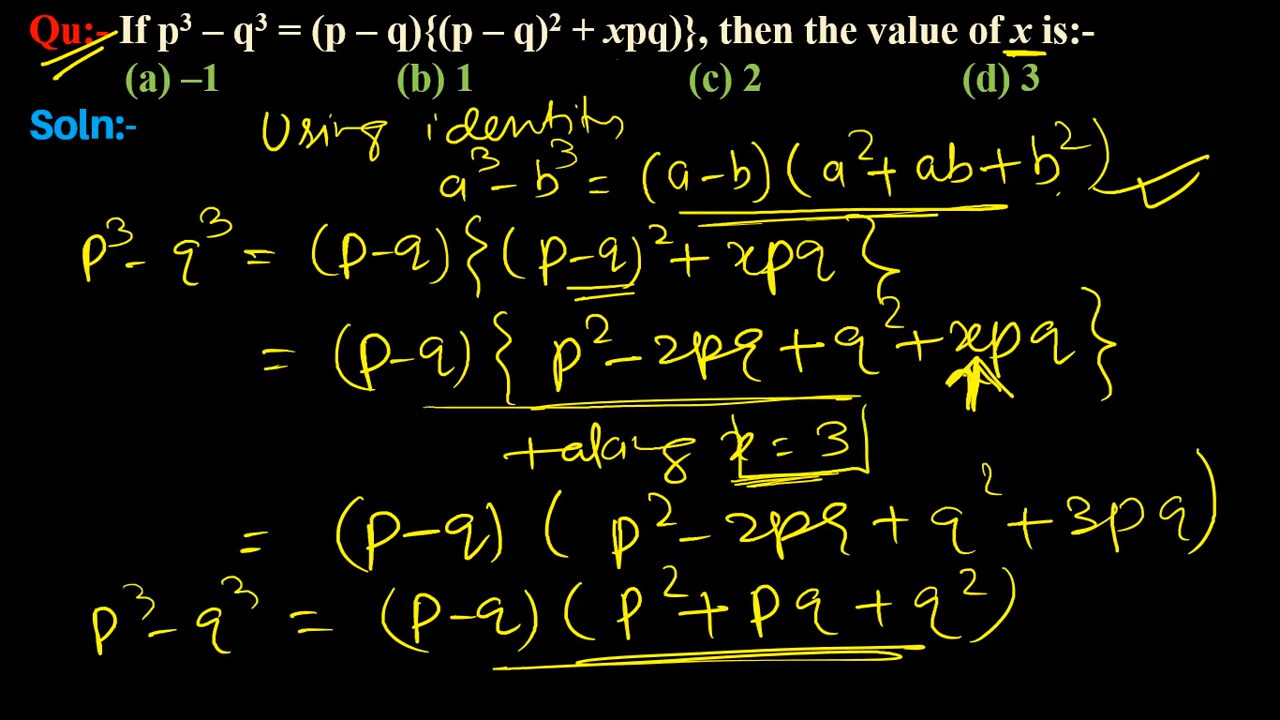 Qu:- If p³ – q³ = (p – q){(p – q)² + xpq)}, then the value of x is:-
(a) –1 (b) 1 (c) 2 (d) 3
Soln:- Using identity
a³ - b³ = (a-b)(a² + ab + b²)
p³ - q³ = (p-q){(p-q)² + xpq}
= (p-q){p² - 2pq + q² + xpq}
+alang x = 3
= (p-q)(p² - 2pq + q² + 3pq)
p³ - q³ = (p-q)(p² + pq + q²)